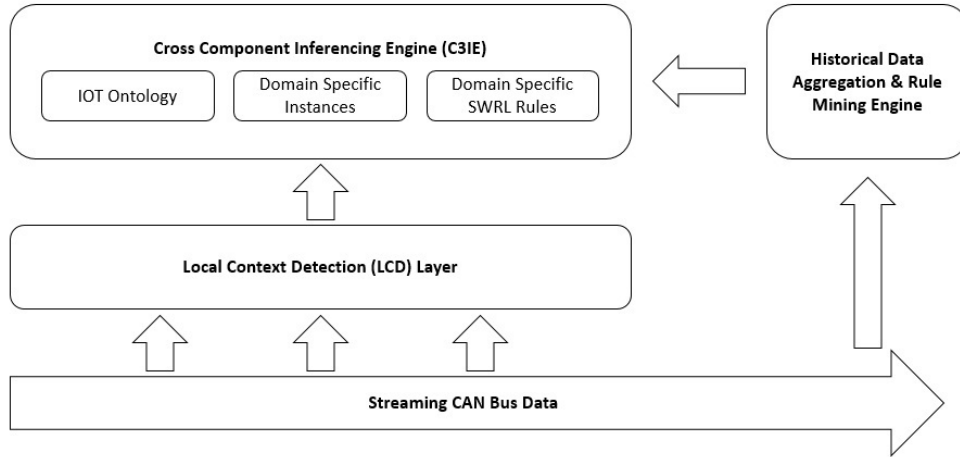 Cross Component Inferencing Engine (C3IE)
IOT Ontology
Domain Specific
Instances
Domain Specific
SWRL Rules
Historical Data
Aggregation & Rule
Mining Engine
Local Context Detection (LCD) Layer
Streaming CAN Bus Data